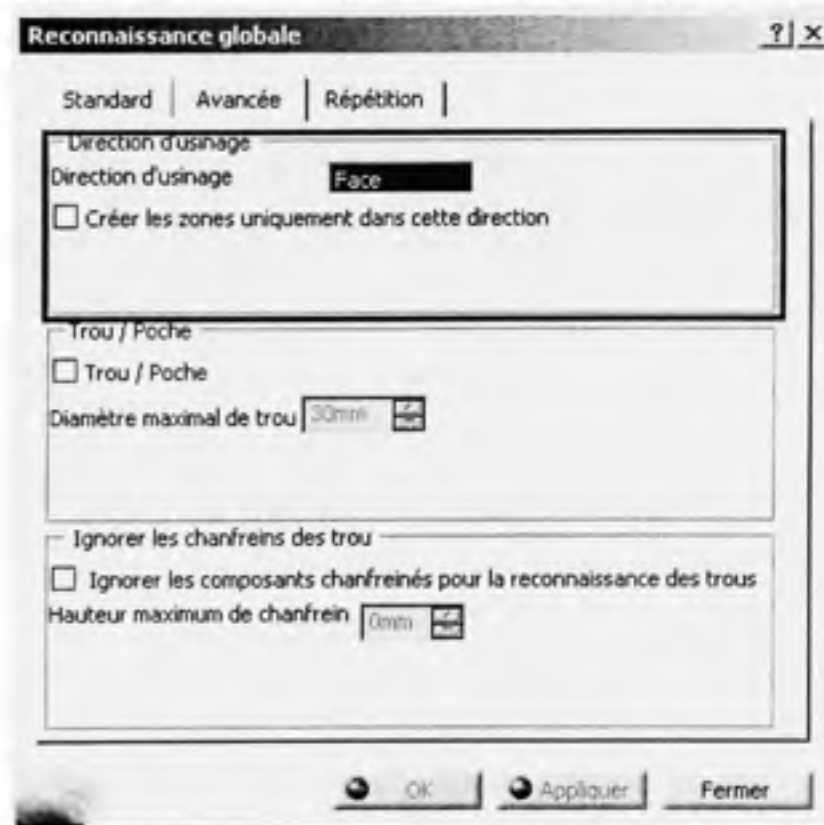 Reconnaissance globale ? ×
Standard Avancée Répétition
Direction d'usinage
Direction d'usinage Face
Créer les zones uniquement dans cette direction
Trou / Poche
Trou / Poche
Diamètre maximal de trou 30mm
Ignorer les chanfreins des trou
Ignorer les composants chanfreinés pour la reconnaissance des trous
Hauteur maximum de chanfrein 0mm
OK Appliquer Fermer